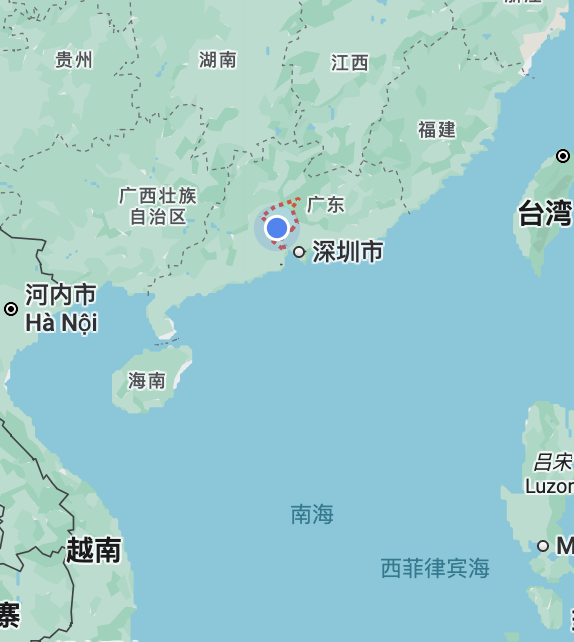 贵州
湖南
江西
福建
广西壮族
自治区
广东
台湾
深圳市
河内市
Hà Nội
海南
吕宋
Luzon
南海
越南
西菲律宾海
M
寨